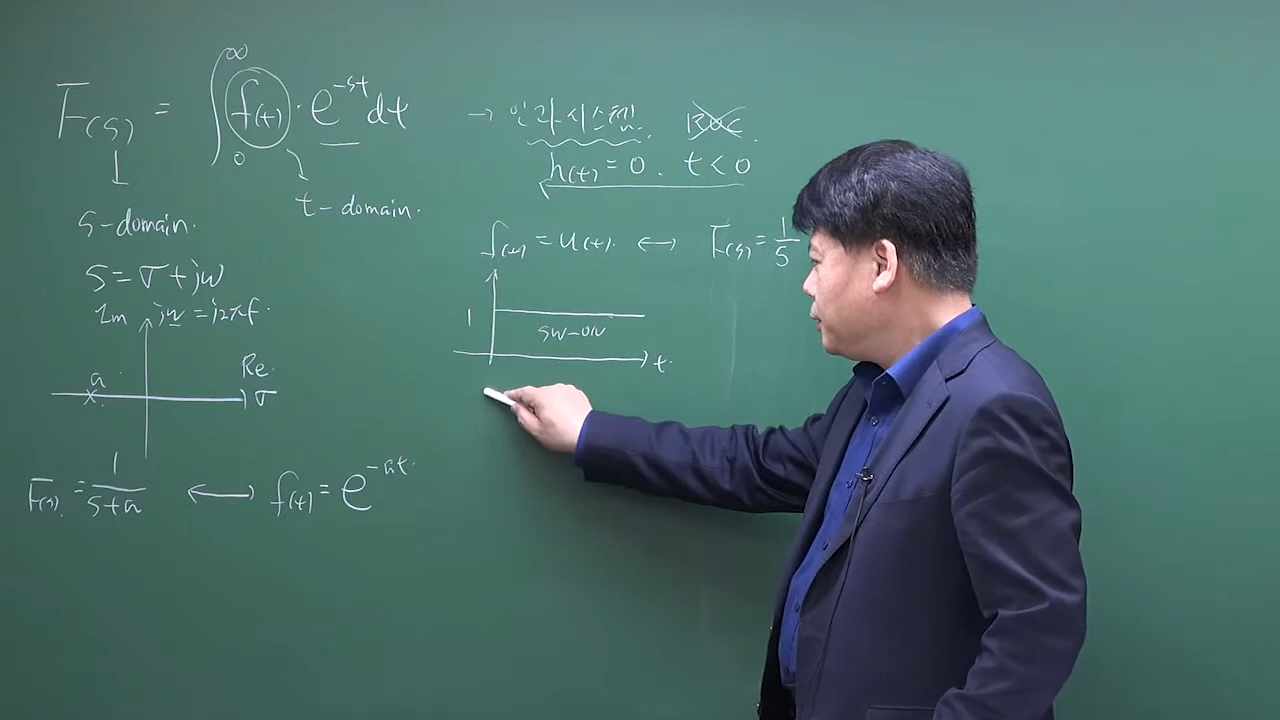 F(s) = ∫₀^∞ f(t) · e^{-st} dt
s-domain.
t-domain.
s = σ + jω
Im jω = j2πf.
a
Re
σ
F(s) = 1/(s+a) ↔ f(t) = e^{-at}.
→ 인과시스템. ROC.
h(t) = 0. t < 0
f(t) = u(t). ↔ F(s) = 1/s
1
SW-ON
t.